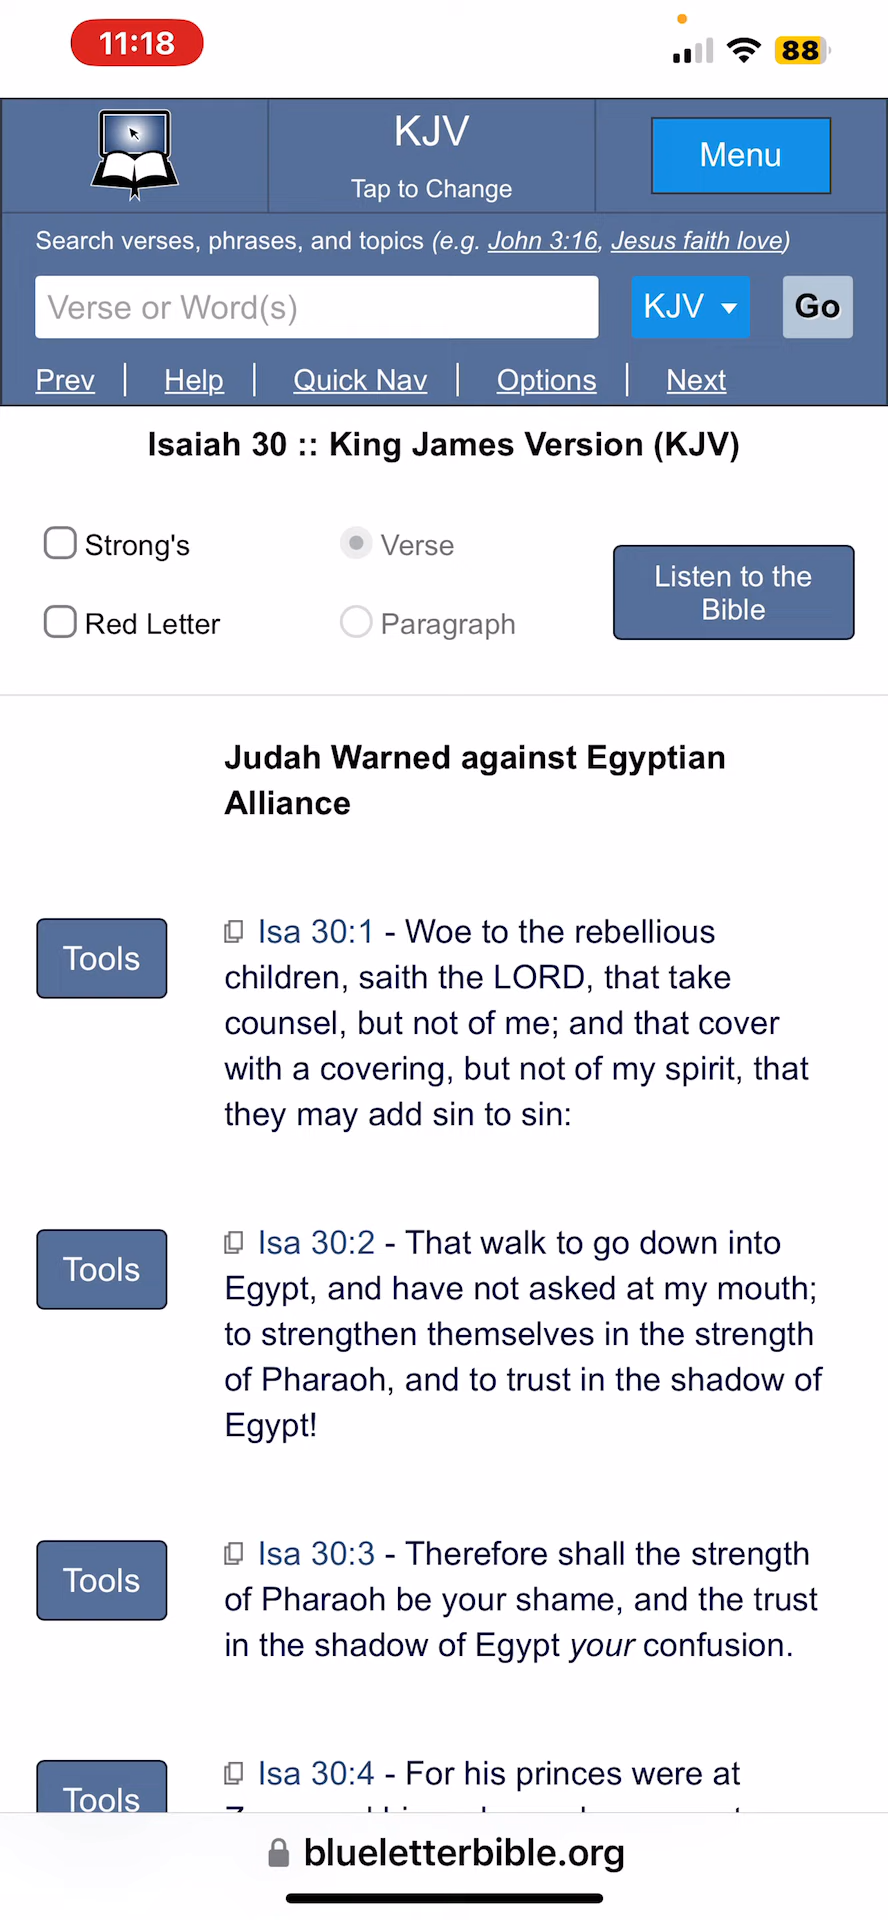 11:18
88
KJV
Tap to Change
Menu
Search verses, phrases, and topics (e.g. John 3:16, Jesus faith love)
Verse or Word(s)
KJV
Go
Prev | Help | Quick Nav | Options | Next
Isaiah 30 :: King James Version (KJV)
Strong's
Verse
Red Letter
Paragraph
Listen to the
Bible
Judah Warned against Egyptian
Alliance
Tools
Isa 30:1 - Woe to the rebellious
children, saith the LORD, that take
counsel, but not of me; and that cover
with a covering, but not of my spirit, that
they may add sin to sin:
Tools
Isa 30:2 - That walk to go down into
Egypt, and have not asked at my mouth;
to strengthen themselves in the strength
of Pharaoh, and to trust in the shadow of
Egypt!
Tools
Isa 30:3 - Therefore shall the strength
of Pharaoh be your shame, and the trust
in the shadow of Egypt your confusion.
Tools
Isa 30:4 - For his princes were at
blueletterbible.org